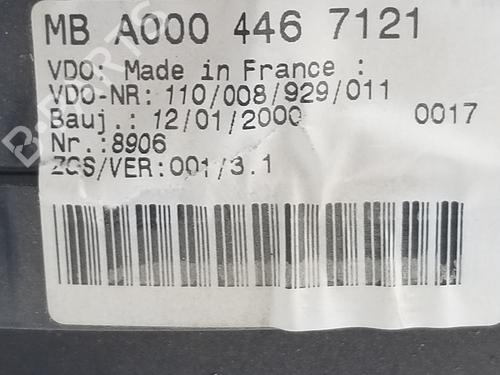 MB A000 446 7121
VDO: Made in France :
VDO-NR: 110/008/929/011
Bauj.: 12/01/2000 0017
Nr.:8906
ZGS/VER:001/3.1
B-PARTS